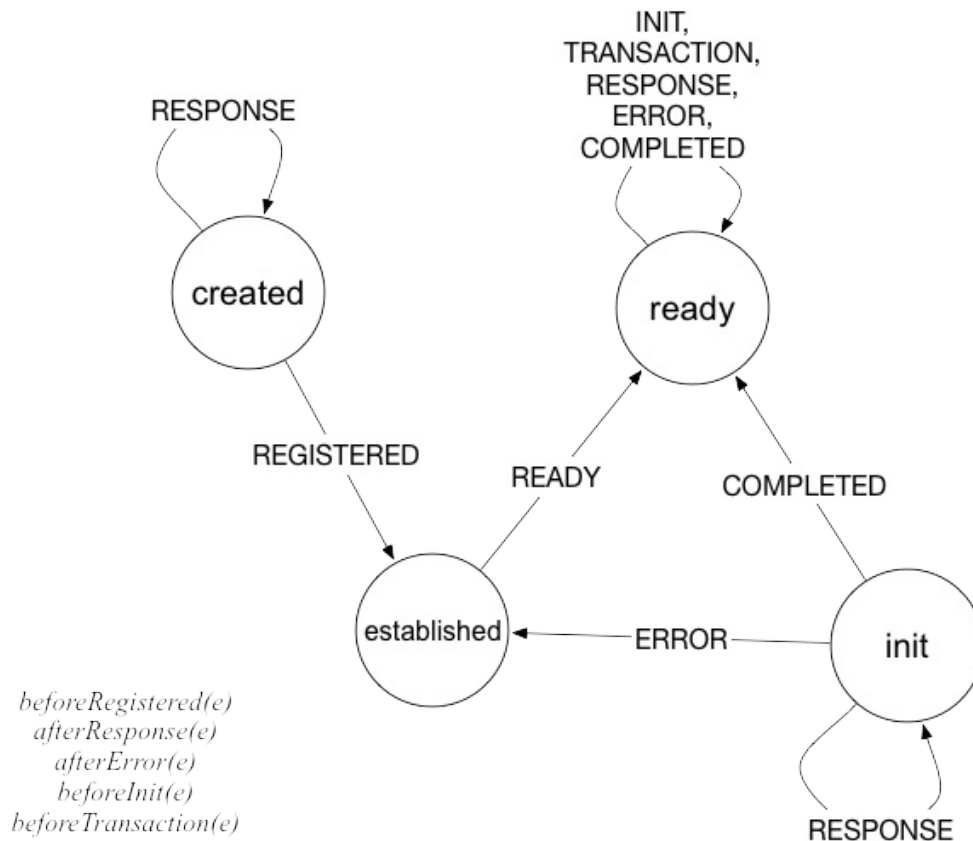 INIT,
TRANSACTION,
RESPONSE,
ERROR,
COMPLETED
RESPONSE
created
ready
REGISTERED
READY
COMPLETED
established
ERROR
init
beforeRegistered(e)
afterResponse(e)
afterError(e)
beforeInit(e)
beforeTransaction(e)
RESPONSE